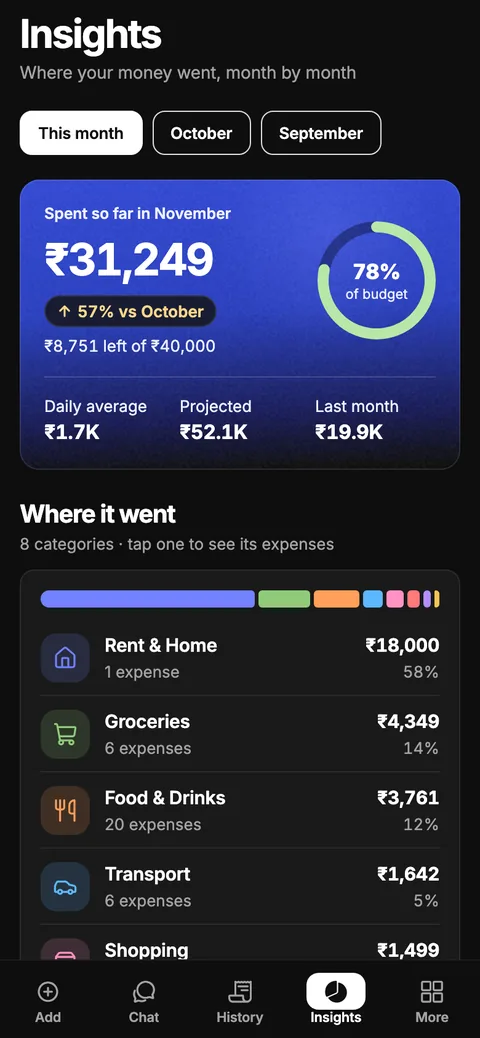 Insights
Where your money went, month by month
This month
October
September
Spent so far in November
₹31,249
↑ 57% vs October
₹8,751 left of ₹40,000
78%
of budget
Daily average
₹1.7K
Projected
₹52.1K
Last month
₹19.9K
Where it went
8 categories · tap one to see its expenses
Rent & Home
₹18,000
1 expense
58%
Groceries
₹4,349
6 expenses
14%
Food & Drinks
₹3,761
20 expenses
12%
Transport
₹1,642
6 expenses
5%
Shopping
₹1,499
Add
Chat
History
Insights
More